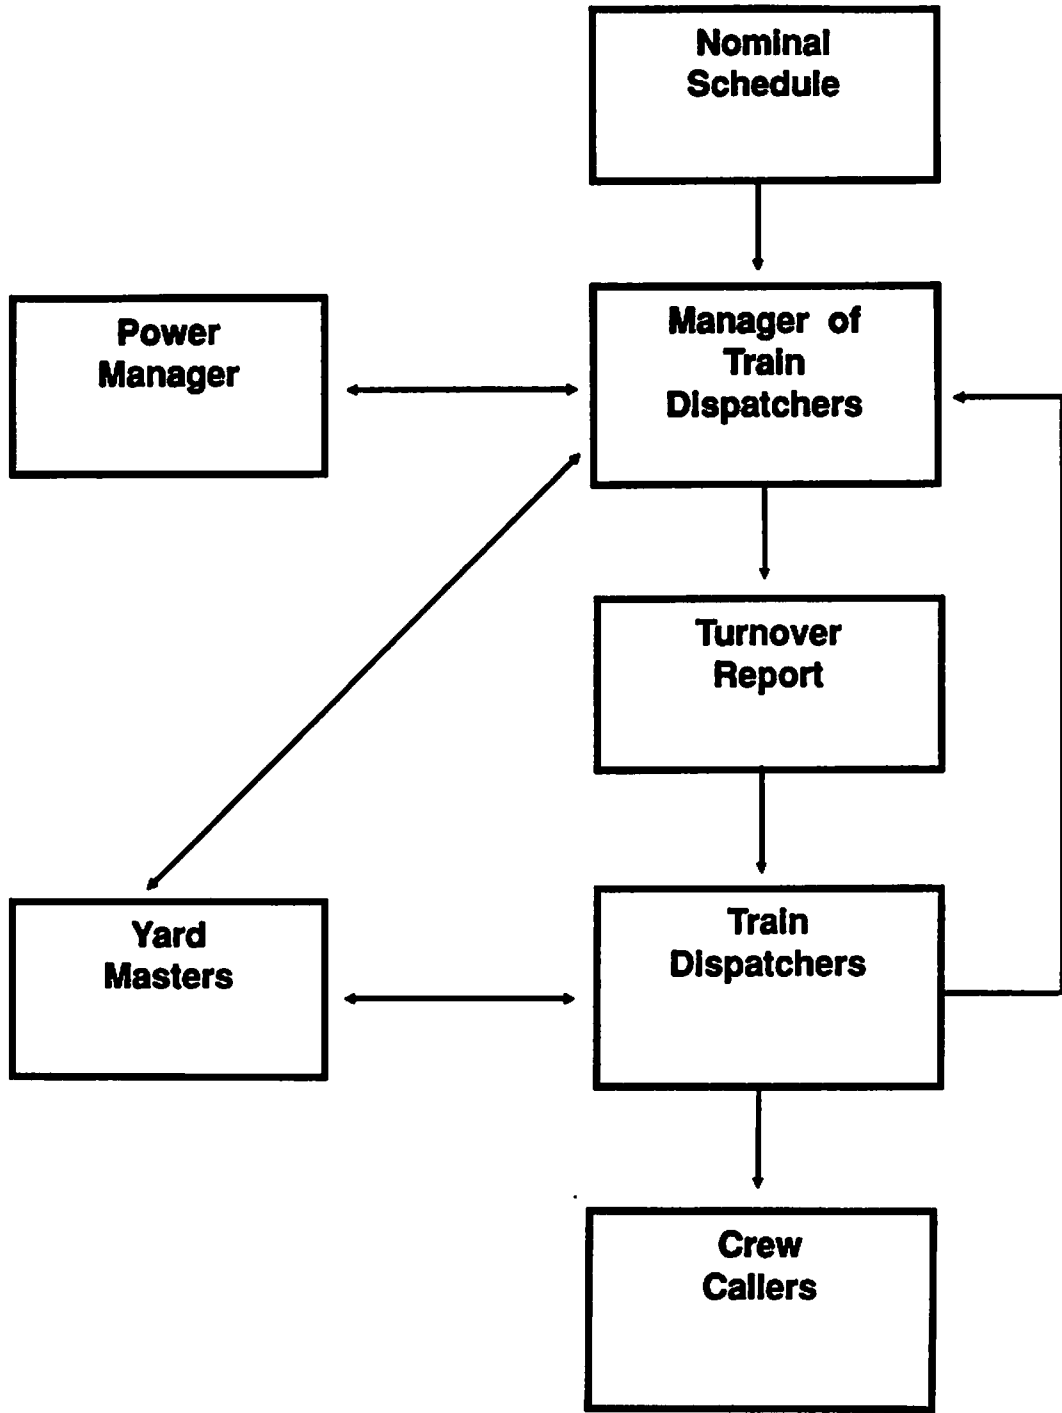 Nominal
Schedule
Power
Manager
Manager of
Train
Dispatchers
Turnover
Report
Yard
Masters
Train
Dispatchers
Crew
Callers